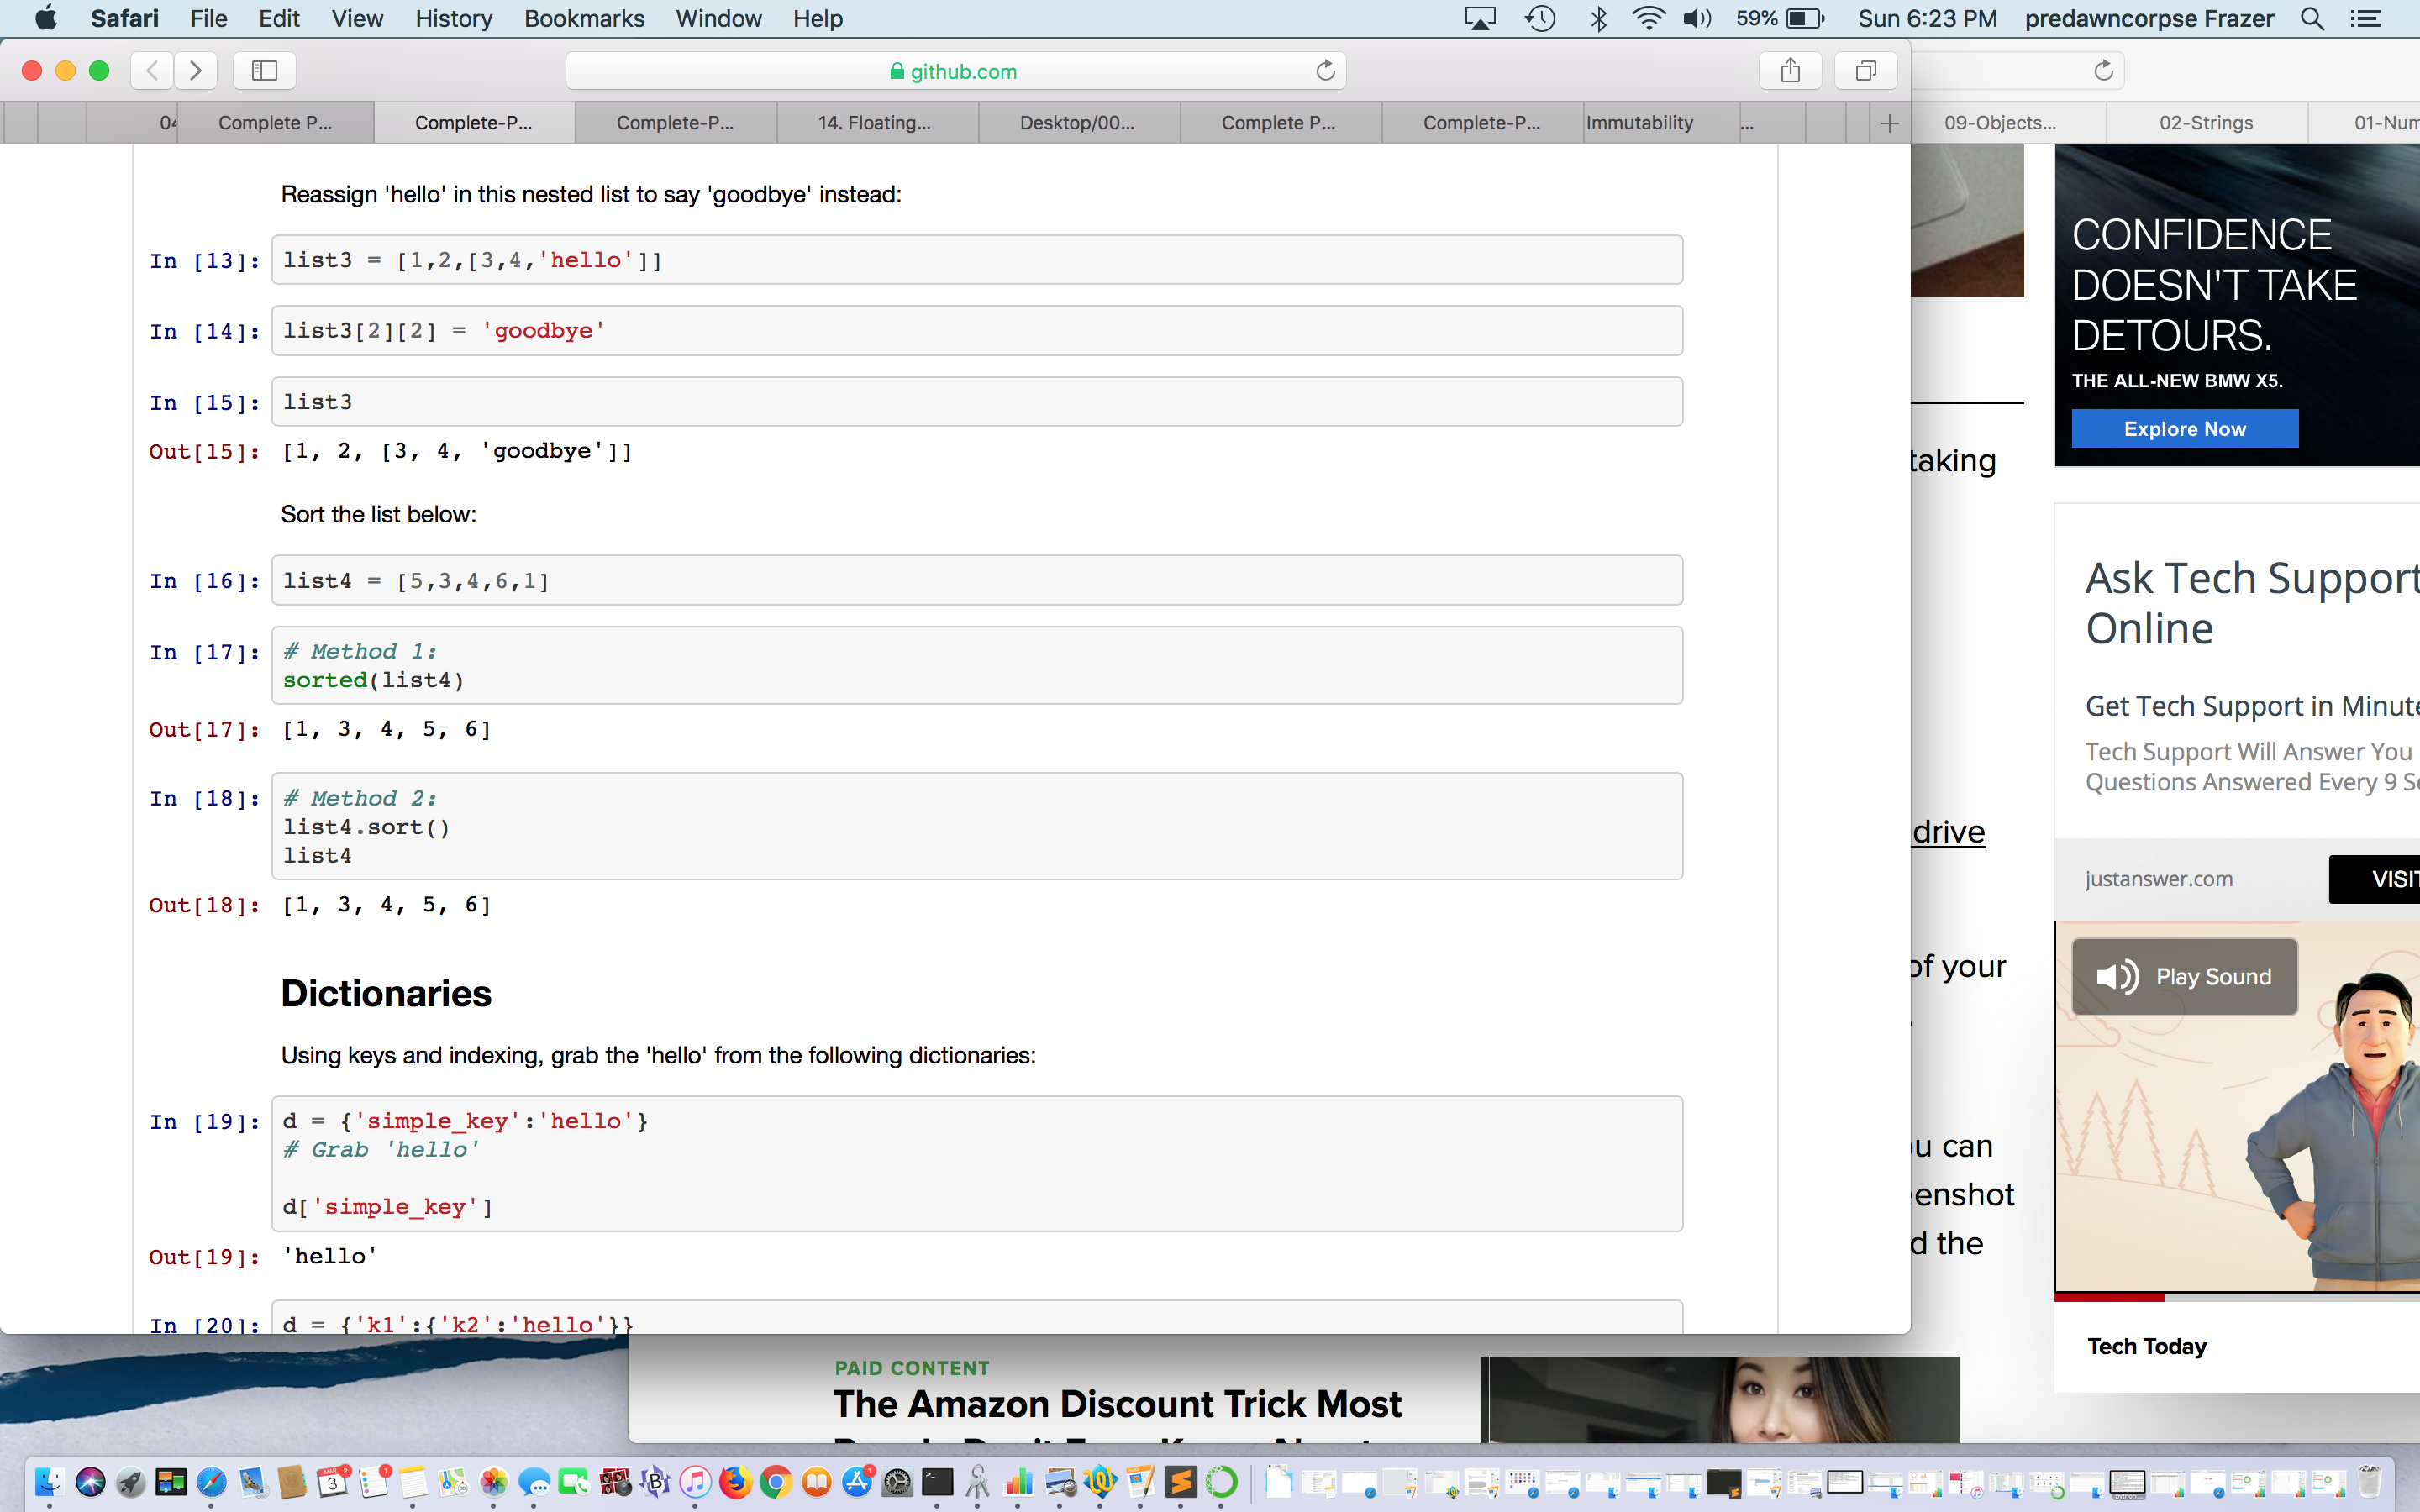 Safari File Edit View History Bookmarks Window Help 59% Sun 6:23 PM predawncorpse Frazer
github.com
04 Complete P... Complete-P... Complete-P... 14. Floating... Desktop/00... Complete P... Complete-P... Immutability ... 09-Objects... 02-Strings 01-Num
Reassign 'hello' in this nested list to say 'goodbye' instead:
In [13]: list3 = [1,2,[3,4,'hello']]
In [14]: list3[2][2] = 'goodbye'
In [15]: list3
Out[15]: [1, 2, [3, 4, 'goodbye']]
Sort the list below:
In [16]: list4 = [5,3,4,6,1]
In [17]: # Method 1:
sorted(list4)
Out[17]: [1, 3, 4, 5, 6]
In [18]: # Method 2:
list4.sort()
list4
Out[18]: [1, 3, 4, 5, 6]
Dictionaries
Using keys and indexing, grab the 'hello' from the following dictionaries:
In [19]: d = {'simple_key':'hello'}
# Grab 'hello'
d['simple_key']
Out[19]: 'hello'
In [20]: d = {'k1':{'k2':'hello'}}
taking
drive
of your
u can
enshot
d the
CONFIDENCE
DOESN'T TAKE
DETOURS.
THE ALL-NEW BMW X5.
Explore Now
Ask Tech Support
Online
Get Tech Support in Minute
Tech Support Will Answer You
Questions Answered Every 9 S
justanswer.com VISIT
Play Sound
Tech Today
PAID CONTENT
The Amazon Discount Trick Most